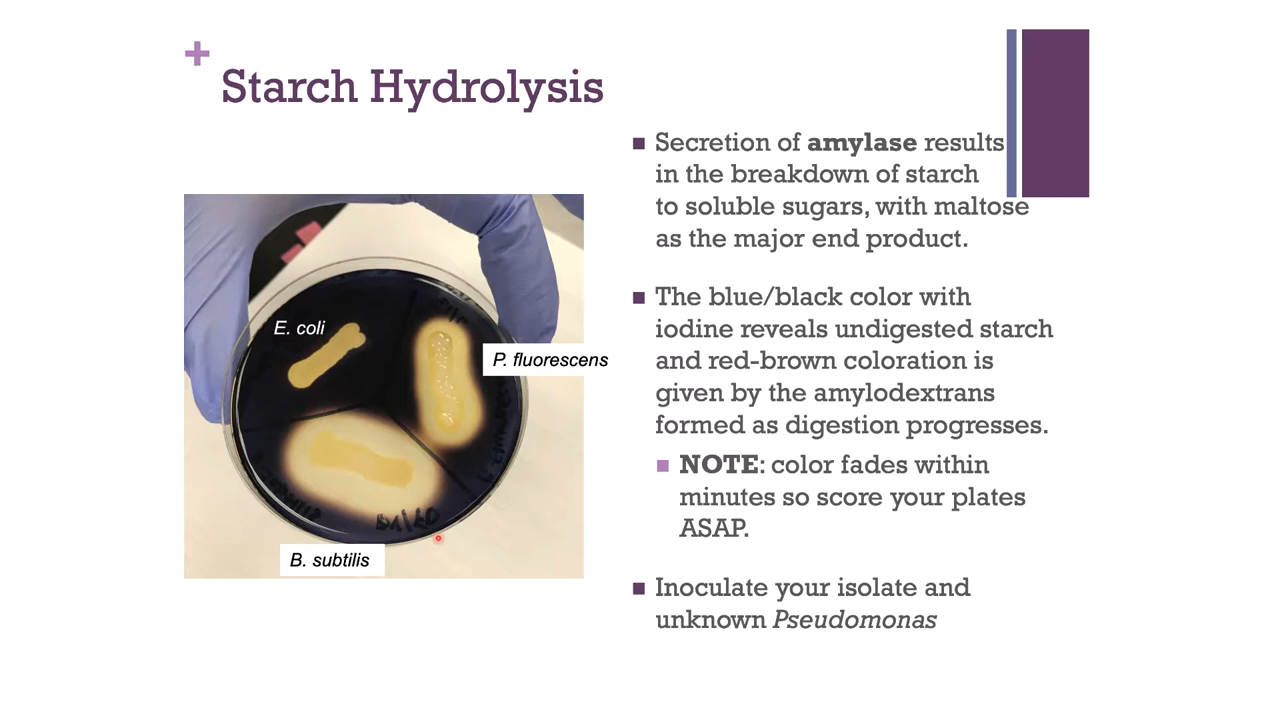 +
Starch Hydrolysis
Secretion of amylase results
in the breakdown of starch
to soluble sugars, with maltose
as the major end product.
The blue/black color with
iodine reveals undigested starch
and red-brown coloration is
given by the amylodextrans
formed as digestion progresses.
NOTE: color fades within
minutes so score your plates
ASAP.
Inoculate your isolate and
unknown Pseudomonas
E. coli
P. fluorescens
B. subtilis